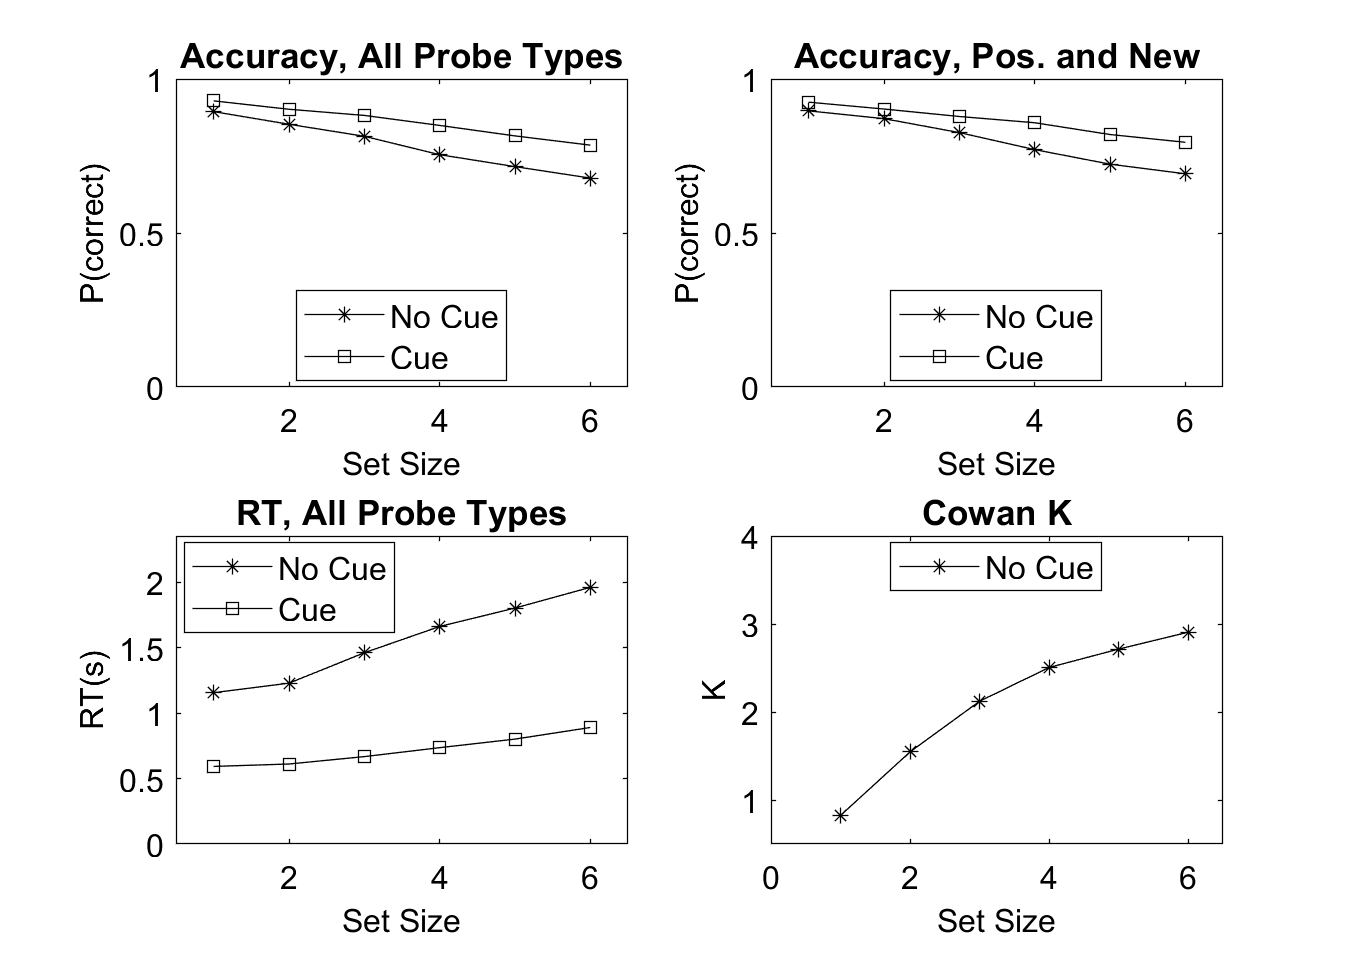 Accuracy, All Probe Types
1
0.5
0
P(correct)
No Cue
Cue
2 4 6
Set Size
Accuracy, Pos. and New
1
0.5
0
P(correct)
No Cue
Cue
2 4 6
Set Size
RT, All Probe Types
2
1.5
1
0.5
0
RT(s)
No Cue
Cue
2 4 6
Set Size
Cowan K
4
3
2
1
K
No Cue
0 2 4 6
Set Size